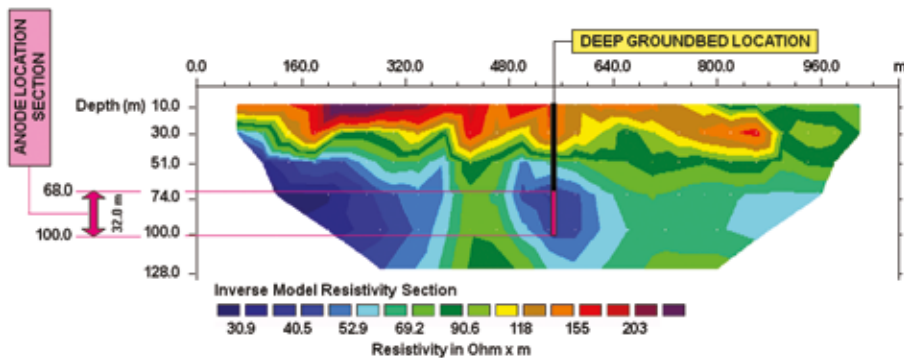 DEEP GROUNDBED LOCATION
0.0 160.0 320.0 480.0 640.0 800.0 960.0 m
ANODE LOCATION
SECTION
Depth (m) 10.0
30.0
51.0
68.0
74.0
32.0 m
100.0 100.0
128.0
Inverse Model Resistivity Section
30.9 40.5 52.9 69.2 90.6 118 155 203
Resistivity in Ohm x m